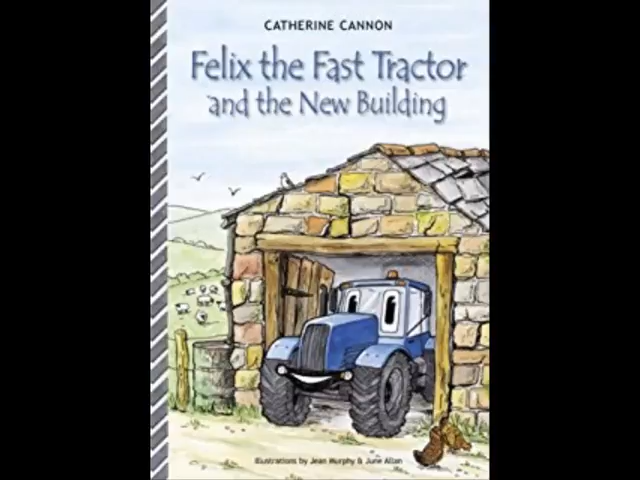 CATHERINE CANNON
Felix the Fast Tractor
and the New Building
Illustrations by Jean Murphy & June Allan